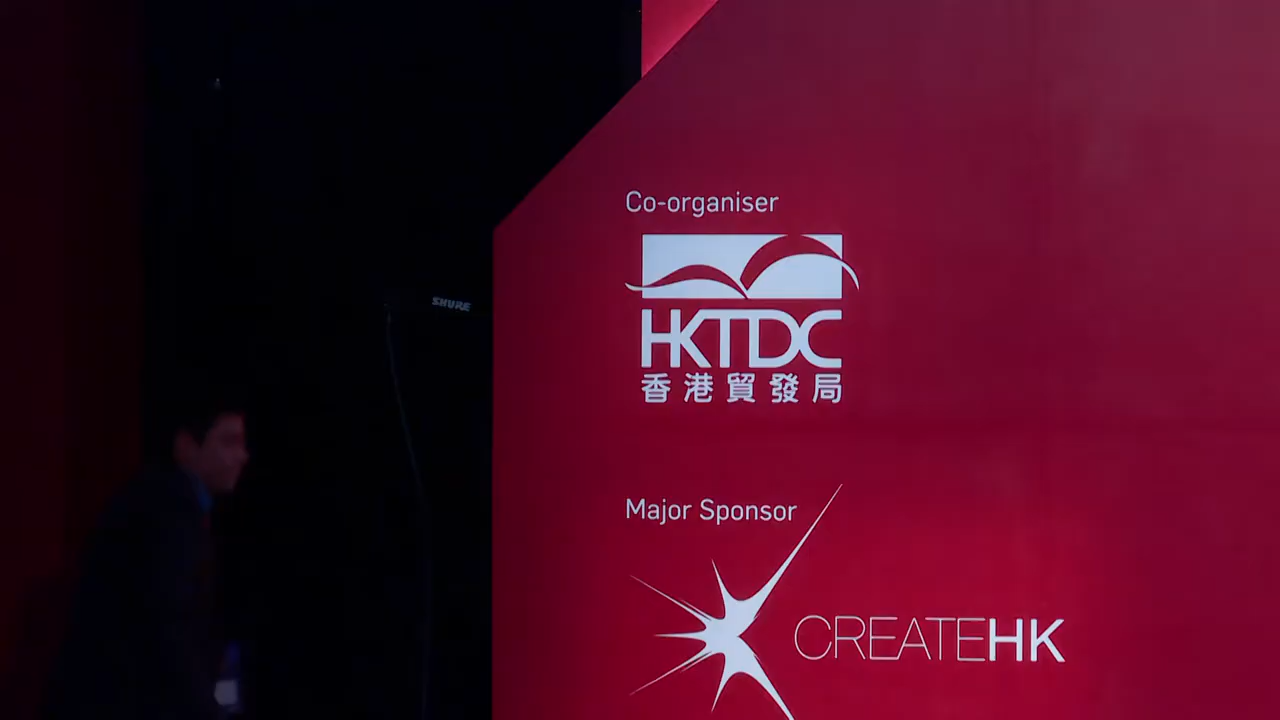 Co-organiser
HKTDC
香港貿發局
SHURE
Major Sponsor
CREATEHK